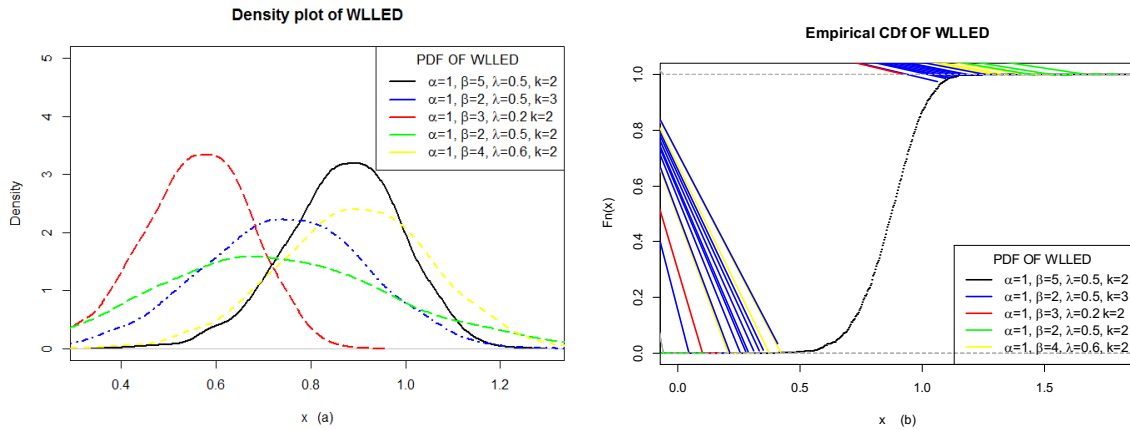 Density plot of WLLED
PDF OF WLLED
α=1, β=5, λ=0.5, k=2
α=1, β=2, λ=0.5, k=3
α=1, β=3, λ=0.2 k=2
α=1, β=2, λ=0.5, k=2
α=1, β=4, λ=0.6, k=2
Density
5
4
3
2
1
0
0.4 0.6 0.8 1.0 1.2
x (a)
Empirical CDf OF WLLED
Fn(x)
1.0
0.8
0.6
0.4
0.2
0.0
PDF OF WLLED
α=1, β=5, λ=0.5, k=2
α=1, β=2, λ=0.5, k=3
α=1, β=3, λ=0.2 k=2
α=1, β=2, λ=0.5, k=2
α=1, β=4, λ=0.6, k=2
0.0 0.5 1.0 1.5
x (b)